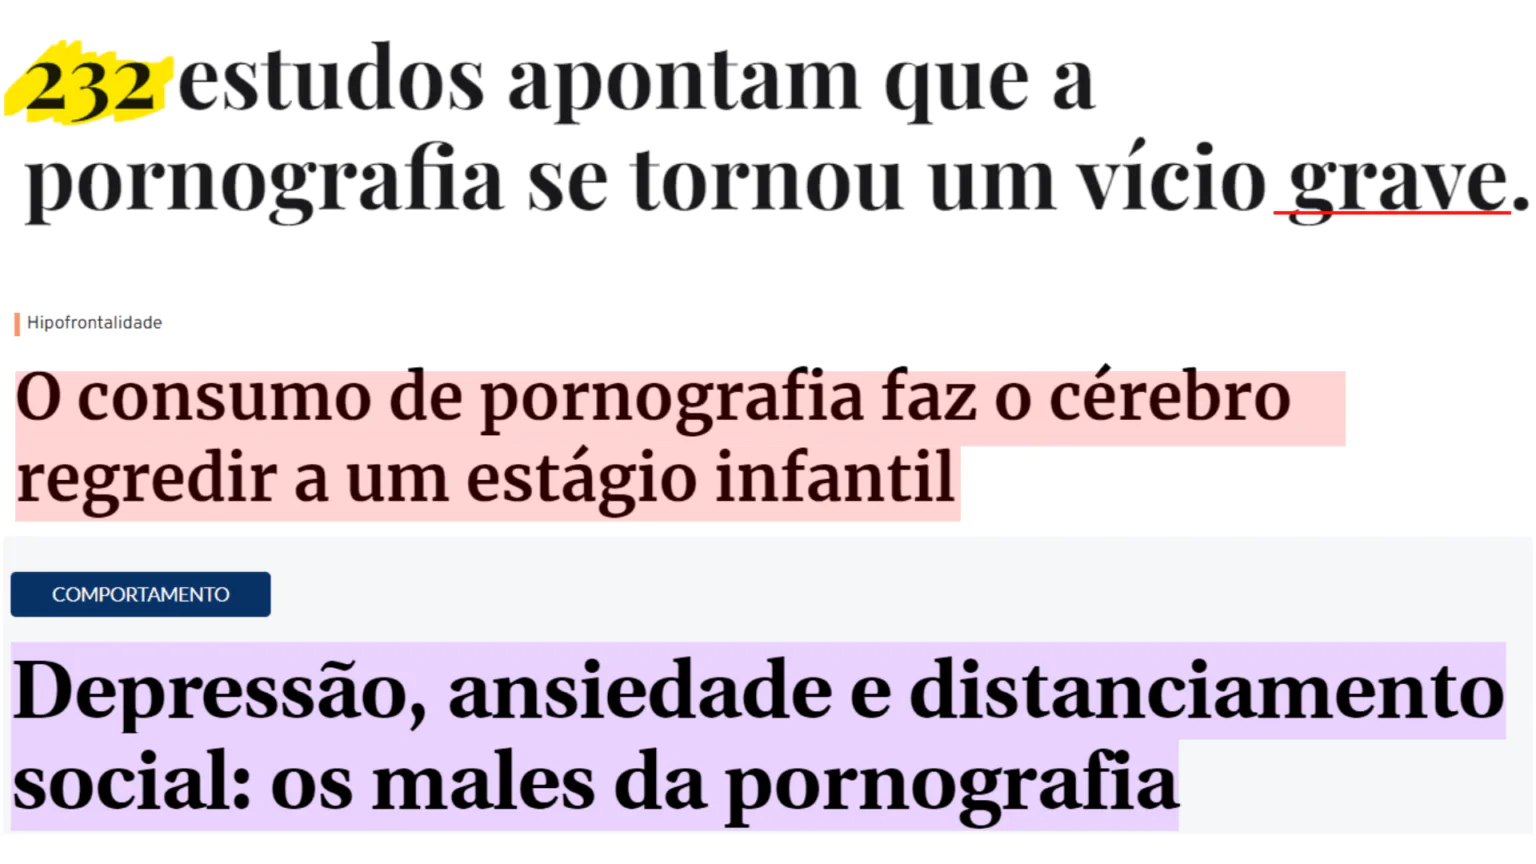 232 estudos apontam que a
pornografia se tornou um vício grave.
Hipofrontalidade
O consumo de pornografia faz o cérebro
regredir a um estágio infantil
COMPORTAMENTO
Depressão, ansiedade e distanciamento
social: os males da pornografia